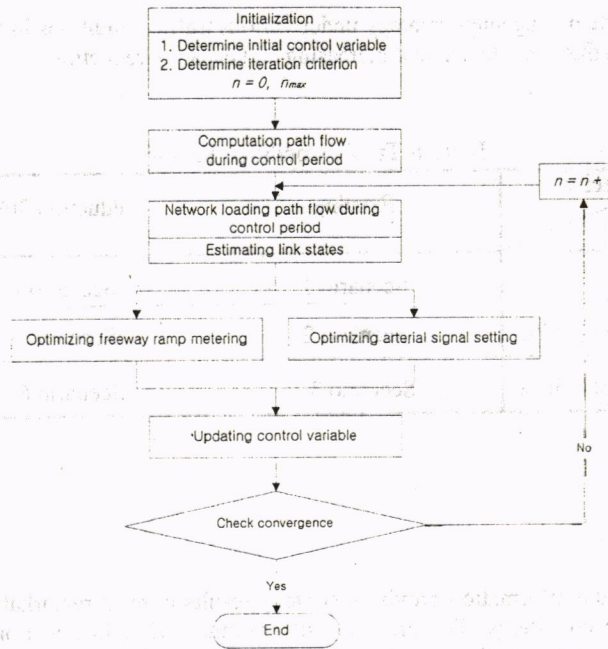 Initialization
1. Determine initial control variable
2. Determine iteration criterion
n = 0, nmax
Computation path flow
during control period
n = n +
Network loading path flow during
control period
Estimating link states
Optimizing freeway ramp metering
Optimizing arterial signal setting
Updating control variable
No
Check convergence
Yes
End